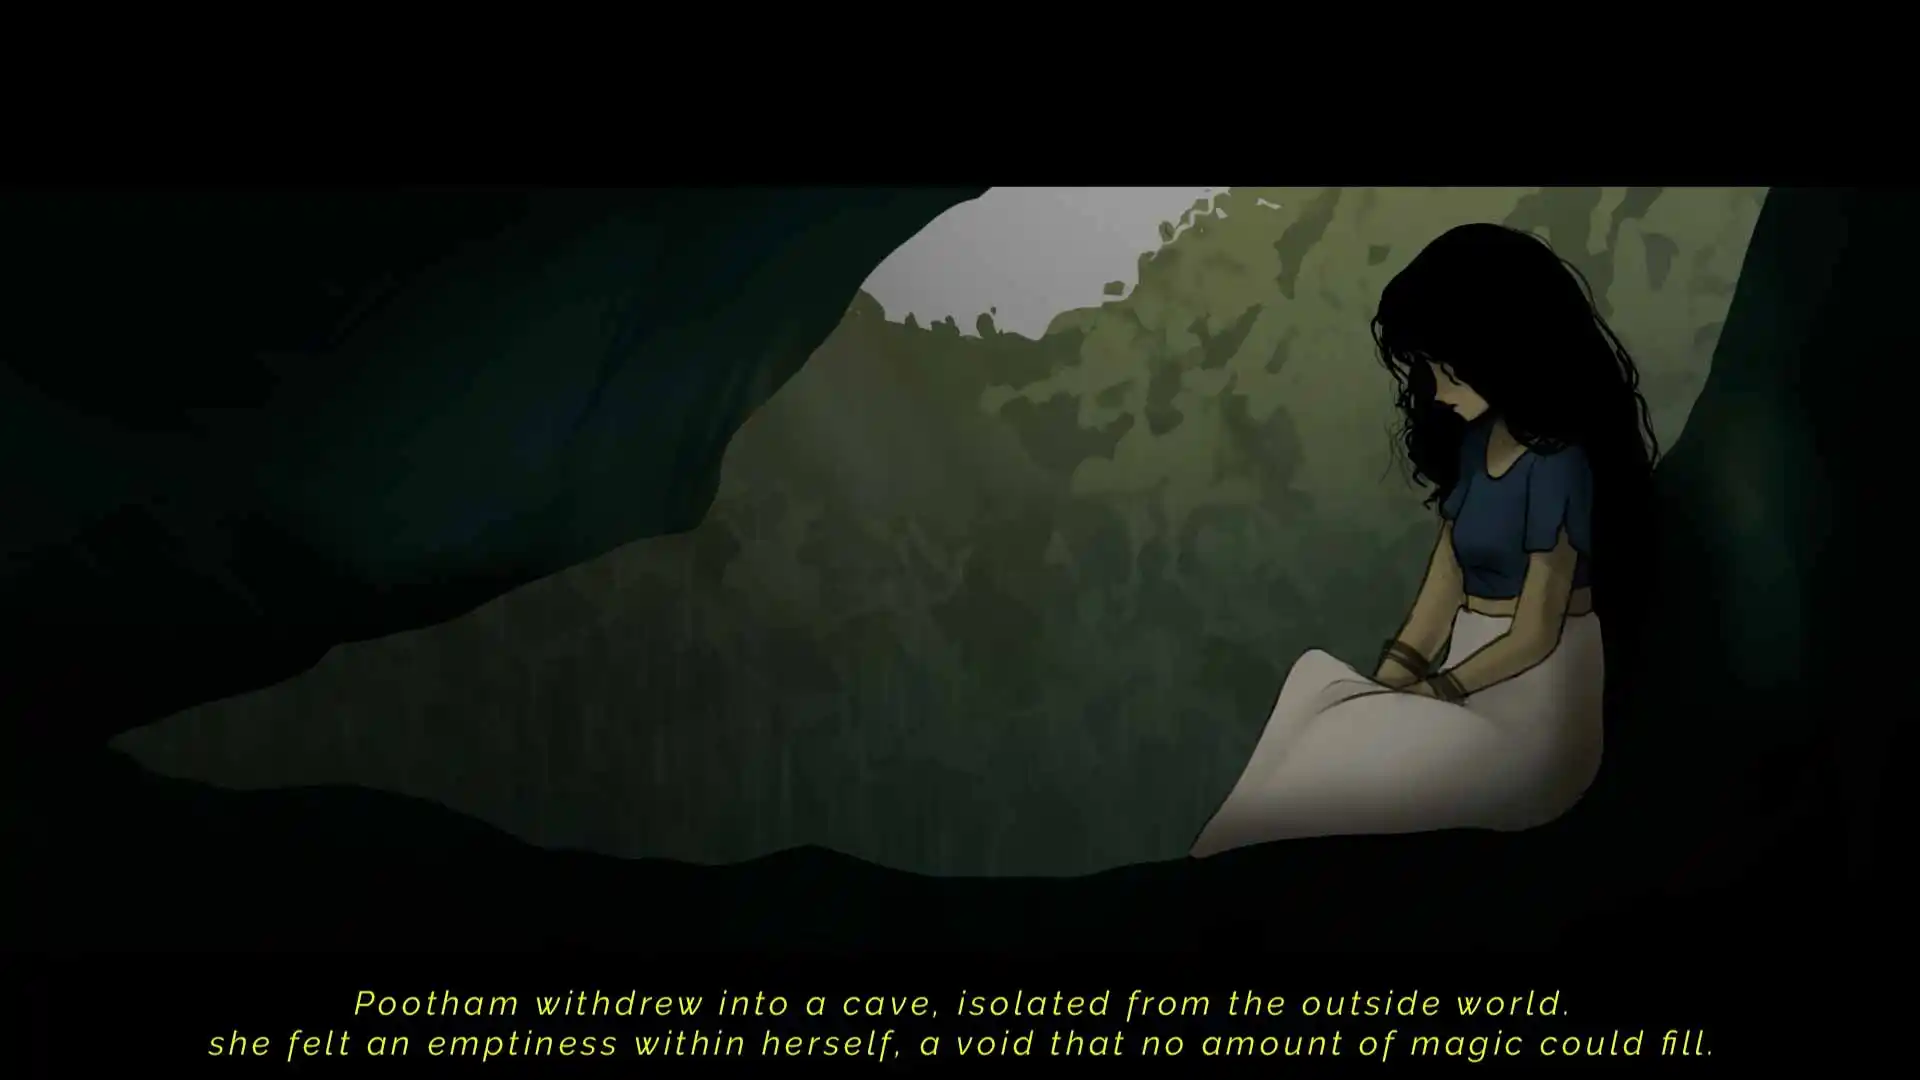 Pootham withdrew into a cave, isolated from the outside world.
she felt an emptiness within herself, a void that no amount of magic could fill.